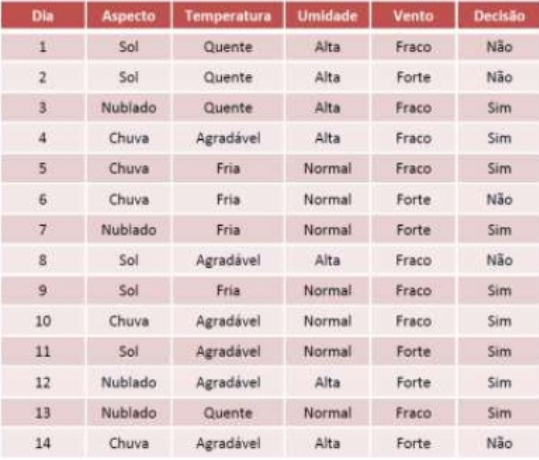 Dia Aspecto Temperatura Umidade Vento Decisão
1 Sol Quente Alta Fraco Não
2 Sol Quente Alta Forte Não
3 Nublado Quente Alta Fraco Sim
4 Chuva Agradável Alta Fraco Sim
5 Chuva Fria Normal Fraco Sim
6 Chuva Fria Normal Forte Não
7 Nublado Fria Normal Forte Sim
8 Sol Agradável Alta Fraco Não
9 Sol Fria Normal Fraco Sim
10 Chuva Agradável Normal Fraco Sim
11 Sol Agradável Normal Forte Sim
12 Nublado Agradável Alta Forte Sim
13 Nublado Quente Normal Fraco Sim
14 Chuva Agradável Alta Forte Não